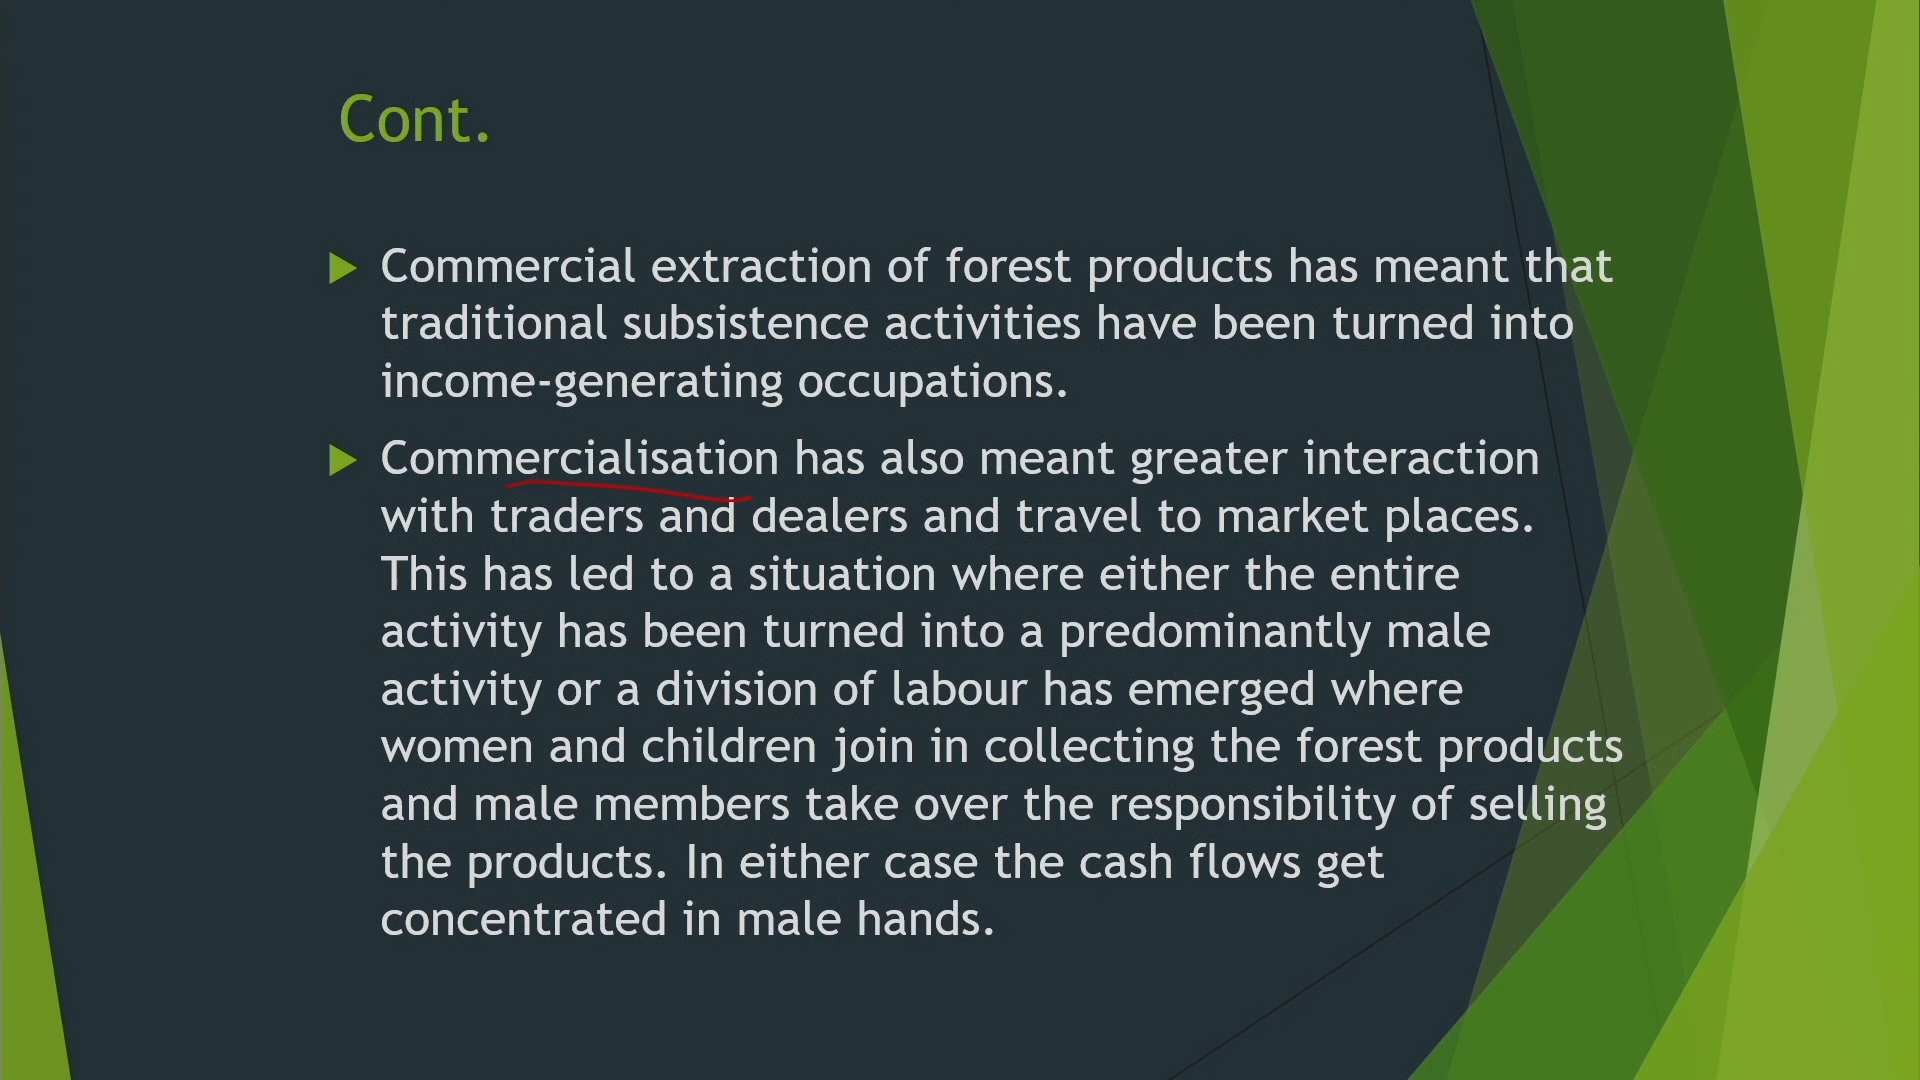 Cont.
Commercial extraction of forest products has meant that
traditional subsistence activities have been turned into
income-generating occupations.
Commercialisation has also meant greater interaction
with traders and dealers and travel to market places.
This has led to a situation where either the entire
activity has been turned into a predominantly male
activity or a division of labour has emerged where
women and children join in collecting the forest products
and male members take over the responsibility of selling
the products. In either case the cash flows get
concentrated in male hands.